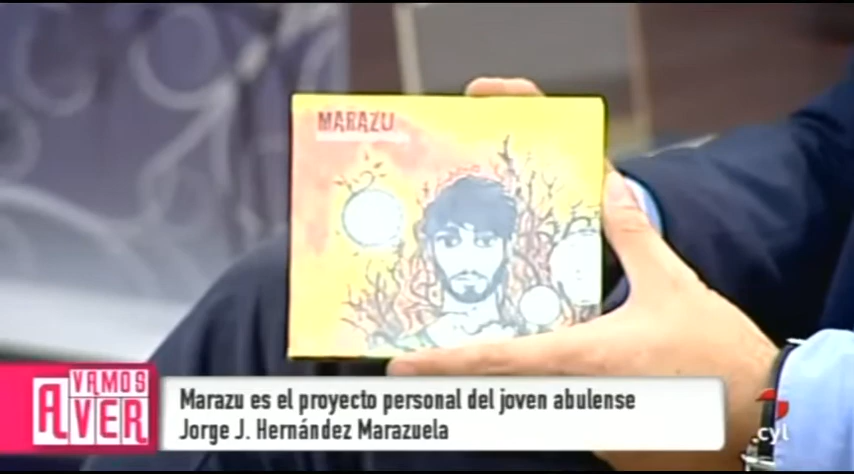 MARAZU
VAMOS
A VER
Marazu es el proyecto personal del joven abulense
Jorge J. Hernández Marazuela
.cyl